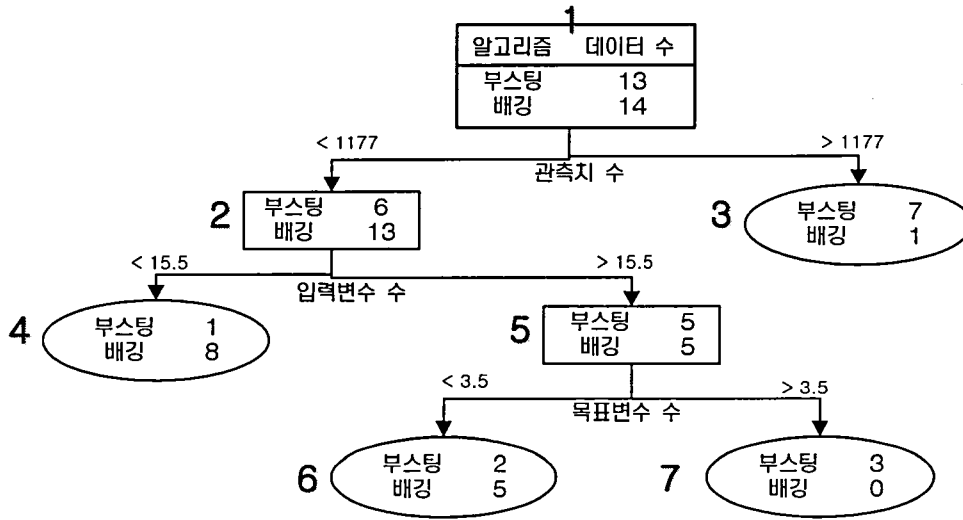 1
알고리즘 데이터 수
부스팅 13
배깅 14
< 1177
> 1177
관측치 수
2
부스팅 6
배깅 13
3
부스팅 7
배깅 1
< 15.5
> 15.5
입력변수 수
4
부스팅 1
배깅 8
5
부스팅 5
배깅 5
< 3.5
> 3.5
목표변수 수
6
부스팅 2
배깅 5
7
부스팅 3
배깅 0